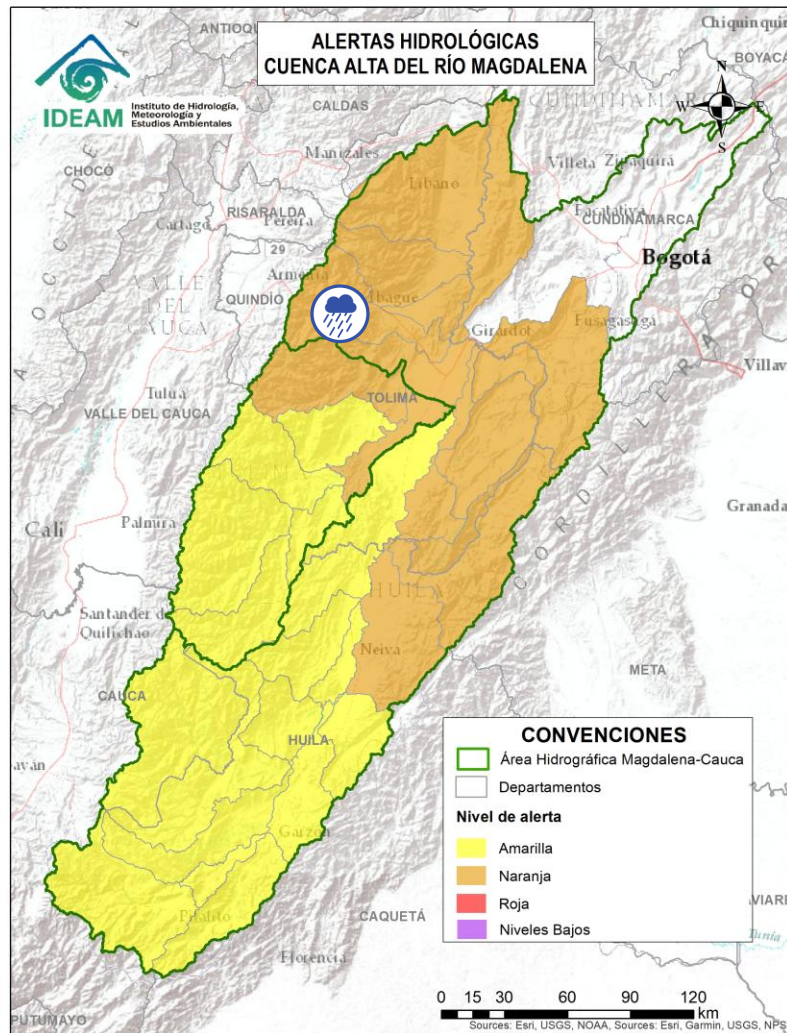 ALERTAS HIDROLÓGICAS
CUENCA ALTA DEL RÍO MAGDALENA
IDEAM
Instituto de Hidrología,
Meteorología y
Estudios Ambientales
ANTIOQUIA
Chiquinquirá
BOYACÁ
N
W E
S
CALDAS
CUNDINAMARCA
Manizales
Villeta
Zipaquirá
CHOCÓ
Líbano
RISARALDA
Pereira
Cartago
Facatativá
CUNDINAMARCA
29
Armenia
Bogotá
VALLE
DEL
CAUCA
QUINDÍO
Ibagué
Girardot
Fusagasugá
Tuluá
VALLE DEL CAUCA
TOLIMA
CORDILLERA
Granada
Cali
Palmira
HUILA
Santander de
Quilichao
Neiva
META
CAUCA
HUILA
Garzón
Pitalito
CAQUETÁ
Florencia
PUTUMAYO
CONVENCIONES
Área Hidrográfica Magdalena-Cauca
Departamentos
Nivel de alerta
Amarilla
Naranja
Roja
Niveles Bajos
0 15 30 60 90 120
km
Sources: Esri, USGS, NOAA, Sources: Esri, Garmin, USGS, NPS